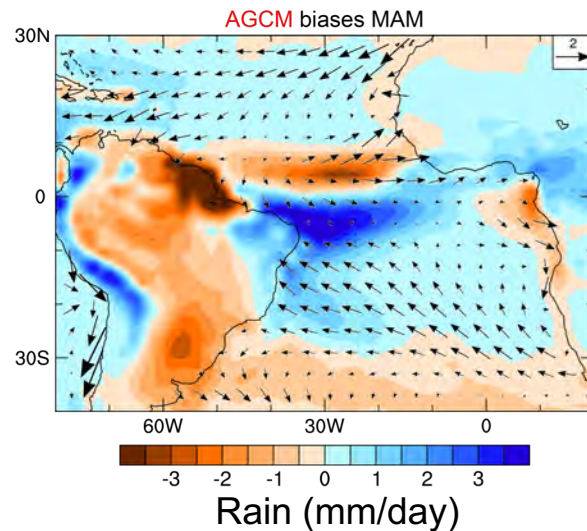 AGCM biases MAM
30N
2
0
30S
60W 30W 0
-3 -2 -1 0 1 2 3
Rain (mm/day)